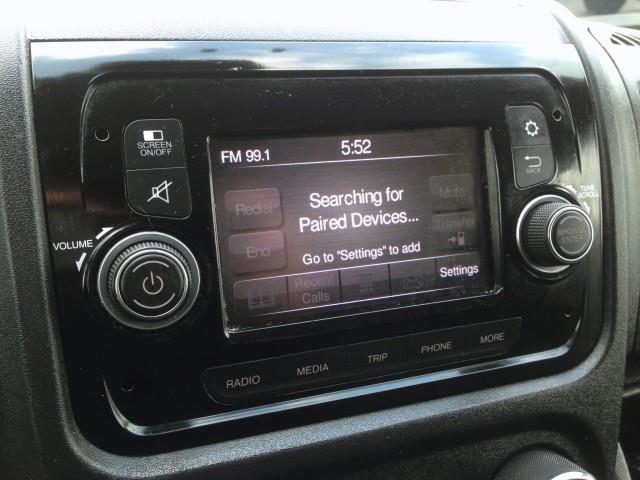 SCREEN
ON/OFF
FM 99.1
5:52
BACK
Searching for
Paired Devices...
Redial
Mute
VOLUME
TUNE
SCROLL
BROWSE
ENTER
End
Transfer
Go to "Settings" to add
Recent
Calls
Settings
RADIO
MEDIA
TRIP
PHONE
MORE